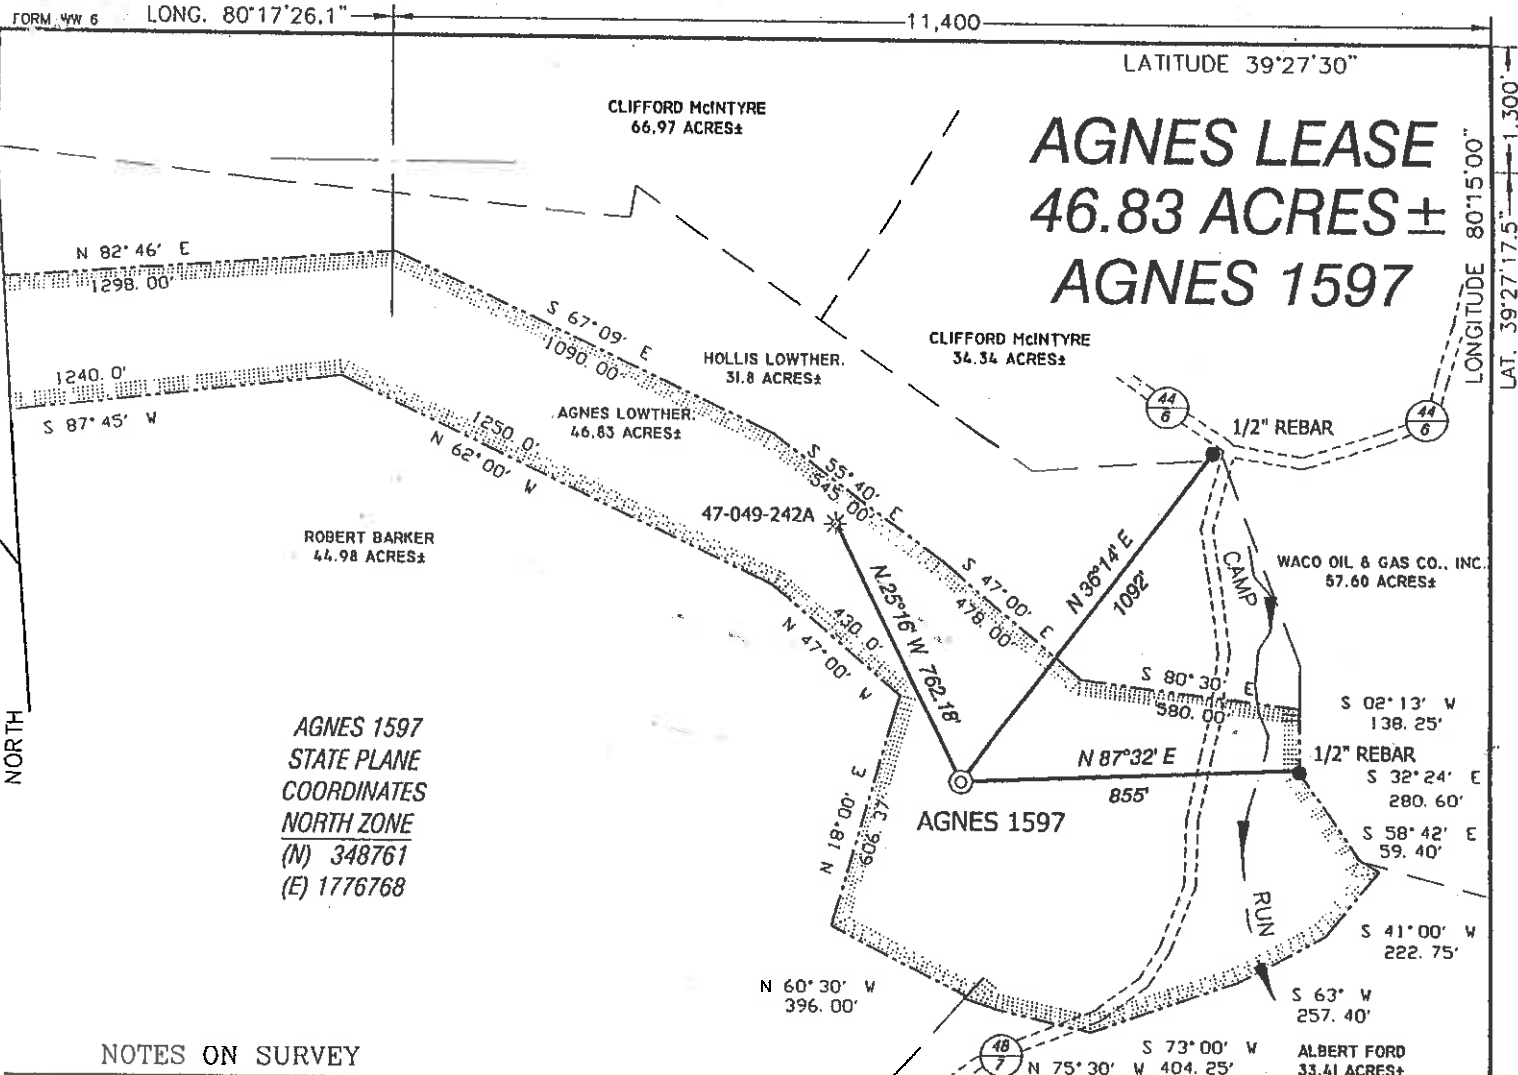 FORM WW 6
LONG. 80°17'26.1"
11,400
LATITUDE 39°27'30"
1,300'
LONGITUDE 80°15'00"
LAT. 39°27'17.5"
CLIFFORD McINTYRE
66.97 ACRES±
AGNES LEASE
46.83 ACRES±
AGNES 1597
N 82°46' E
1298.00'
S 67°09' E
1090.00'
HOLLIS LOWTHER.
31.8 ACRES±
CLIFFORD McINTYRE
34.34 ACRES±
1240.0'
S 87°45' W
AGNES LOWTHER.
46.83 ACRES±
1250.0'
N 62°00' W
44
6
1/2" REBAR
44
6
S 55°40' E
545.00'
47-049-242A
ROBERT BARKER
44.98 ACRES±
S 47°00' E
478.00'
N 36°14' E
1092'
CAMP
WACO OIL & GAS CO., INC.
57.60 ACRES±
N 25°16' W 762.18'
430.0'
N 47°00' W
S 80°30' E
580.00'
S 02°13' W
138.25'
NORTH
AGNES 1597
STATE PLANE
COORDINATES
NORTH ZONE
(N) 348761
(E) 1776768
N 87°32' E
855'
1/2" REBAR
S 32°24' E
280.60'
AGNES 1597
S 58°42' E
59.40'
N 18°00' E
606.37'
RUN
S 41°00' W
222.75'
N 60°30' W
396.00'
S 63° W
257.40'
NOTES ON SURVEY
48
7
S 73°00' W
N 75°30' W 404.25'
ALBERT FORD
33.41 ACRES±